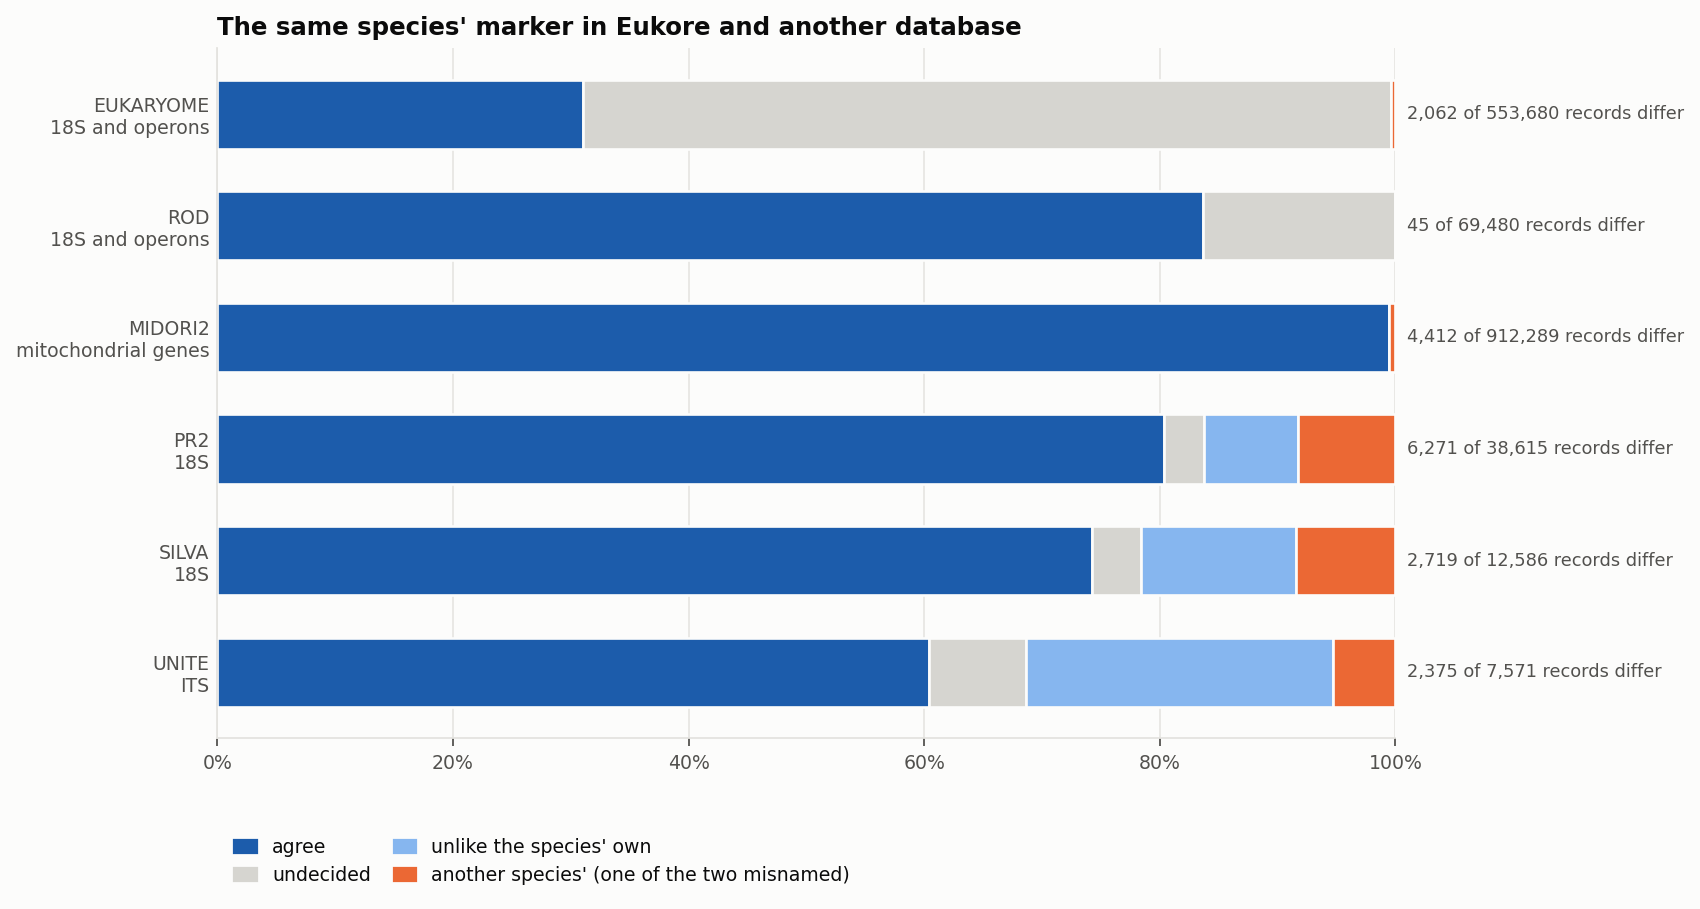 The same species' marker in Eukore and another database
EUKARYOME
18S and operons
2,062 of 553,680 records differ
ROD
18S and operons
45 of 69,480 records differ
MIDORI2
mitochondrial genes
4,412 of 912,289 records differ
PR2
18S
6,271 of 38,615 records differ
SILVA
18S
2,719 of 12,586 records differ
UNITE
ITS
2,375 of 7,571 records differ
0% 20% 40% 60% 80% 100%
agree
undecided
unlike the species' own
another species' (one of the two misnamed)